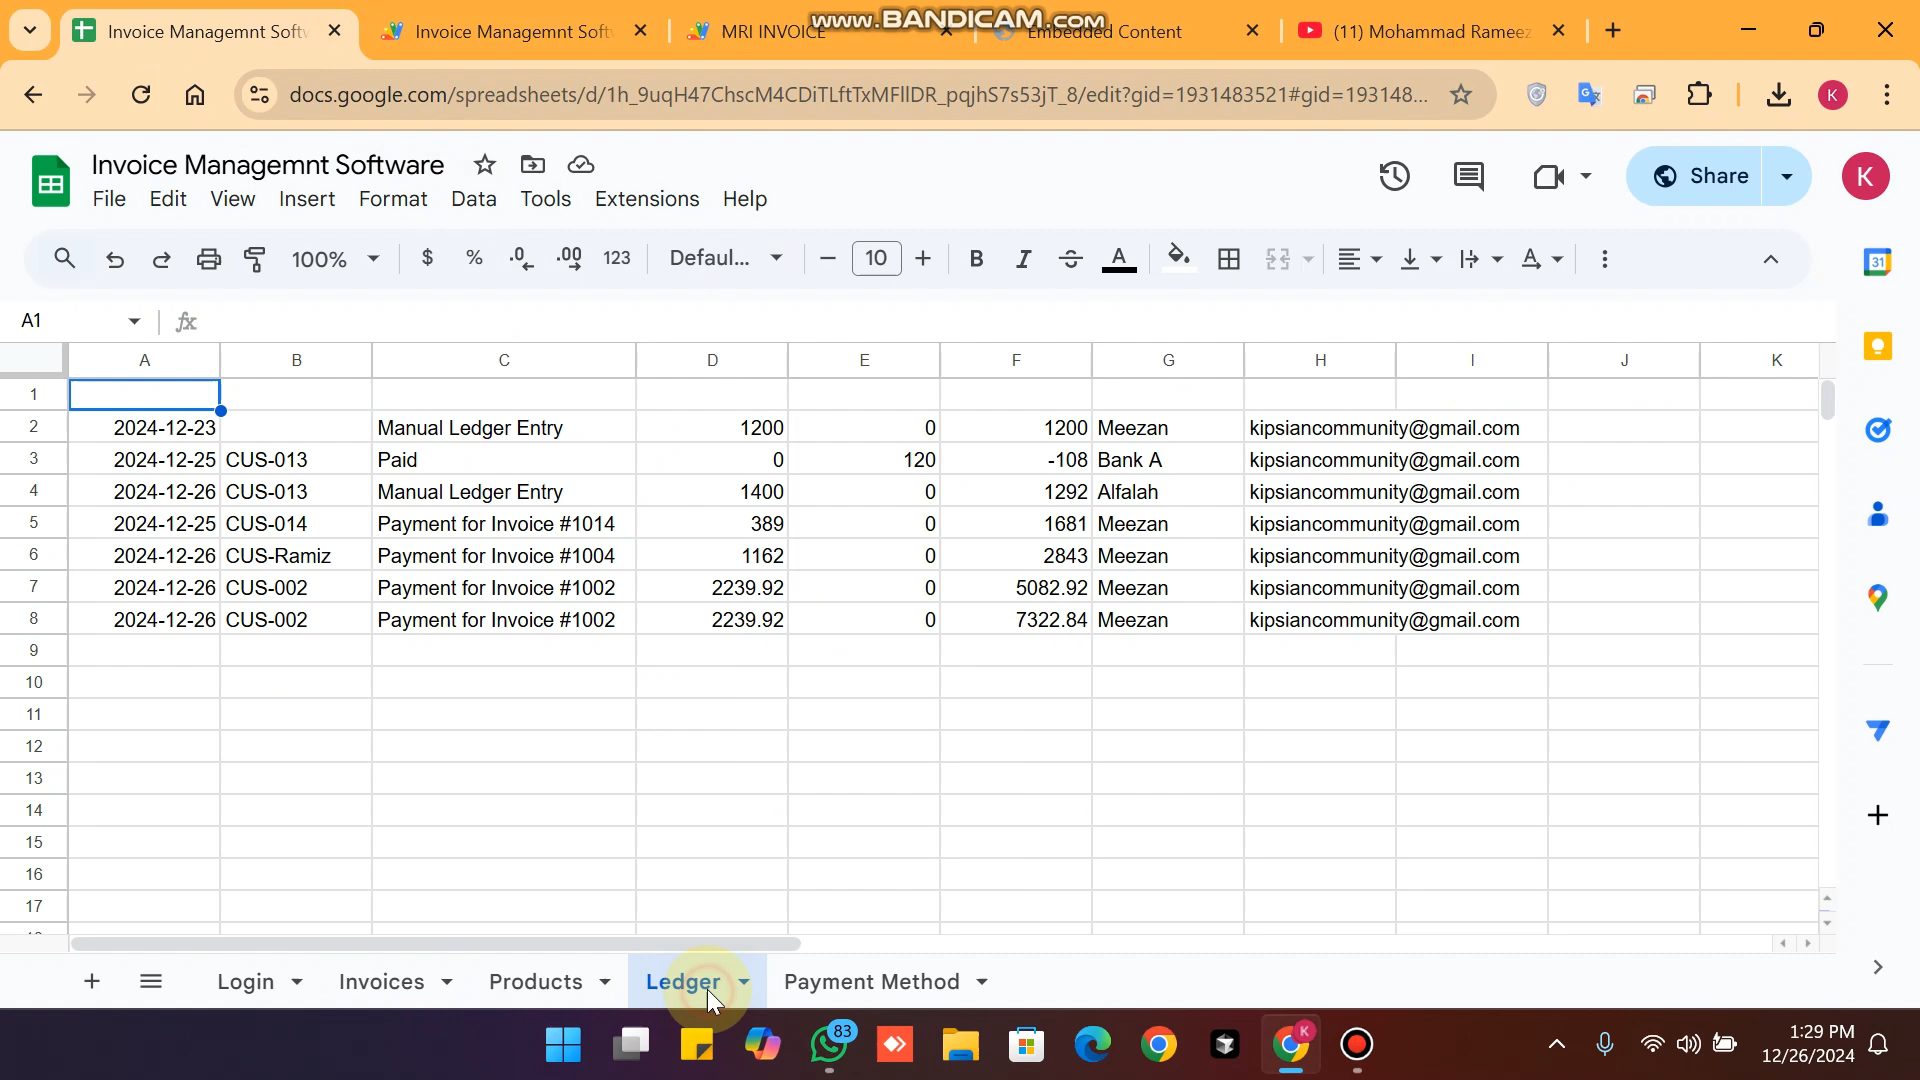 www.BANDICAM.com
Invoice Managemnt Softw
Invoice Managemnt Soft
MRI INVOICE
Embedded Content
(11) Mohammad Rameez
docs.google.com/spreadsheets/d/1h_9uqH47ChscM4CDiTLftTxMFllDR_pqjhS7s53jT_8/edit?gid=1931483521#gid=193148...
K
Invoice Managemnt Software
File Edit View Insert Format Data Tools Extensions Help
Share
K
100% $ % .0 .00 123 Defaul... 10 B I S A
31
A1 fx
A B C D E F G H I J K
1
2 2024-12-23 Manual Ledger Entry 1200 0 1200 Meezan kipsiancommunity@gmail.com
3 2024-12-25 CUS-013 Paid 0 120 -108 Bank A kipsiancommunity@gmail.com
4 2024-12-26 CUS-013 Manual Ledger Entry 1400 0 1292 Alfalah kipsiancommunity@gmail.com
5 2024-12-25 CUS-014 Payment for Invoice #1014 389 0 1681 Meezan kipsiancommunity@gmail.com
6 2024-12-26 CUS-Ramiz Payment for Invoice #1004 1162 0 2843 Meezan kipsiancommunity@gmail.com
7 2024-12-26 CUS-002 Payment for Invoice #1002 2239.92 0 5082.92 Meezan kipsiancommunity@gmail.com
8 2024-12-26 CUS-002 Payment for Invoice #1002 2239.92 0 7322.84 Meezan kipsiancommunity@gmail.com
9
10
11
12
13
14
15
16
17
Login Invoices Products Ledger Payment Method
83
K
1:29 PM
12/26/2024